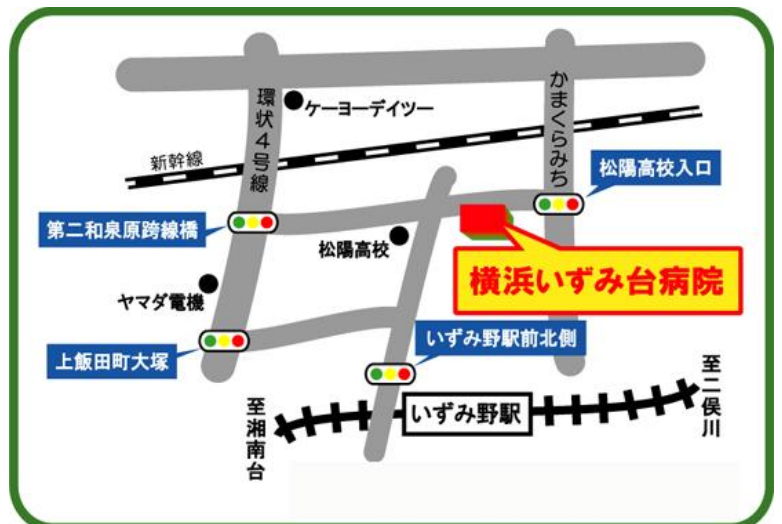 環状4号線
ケーヨーデイツー
かまくらみち
新幹線
松陽高校入口
第二和泉原跨線橋
松陽高校
横浜いずみ台病院
ヤマダ電機
上飯田町大塚
いずみ野駅前北側
至二俣川
いずみ野駅
至湘南台